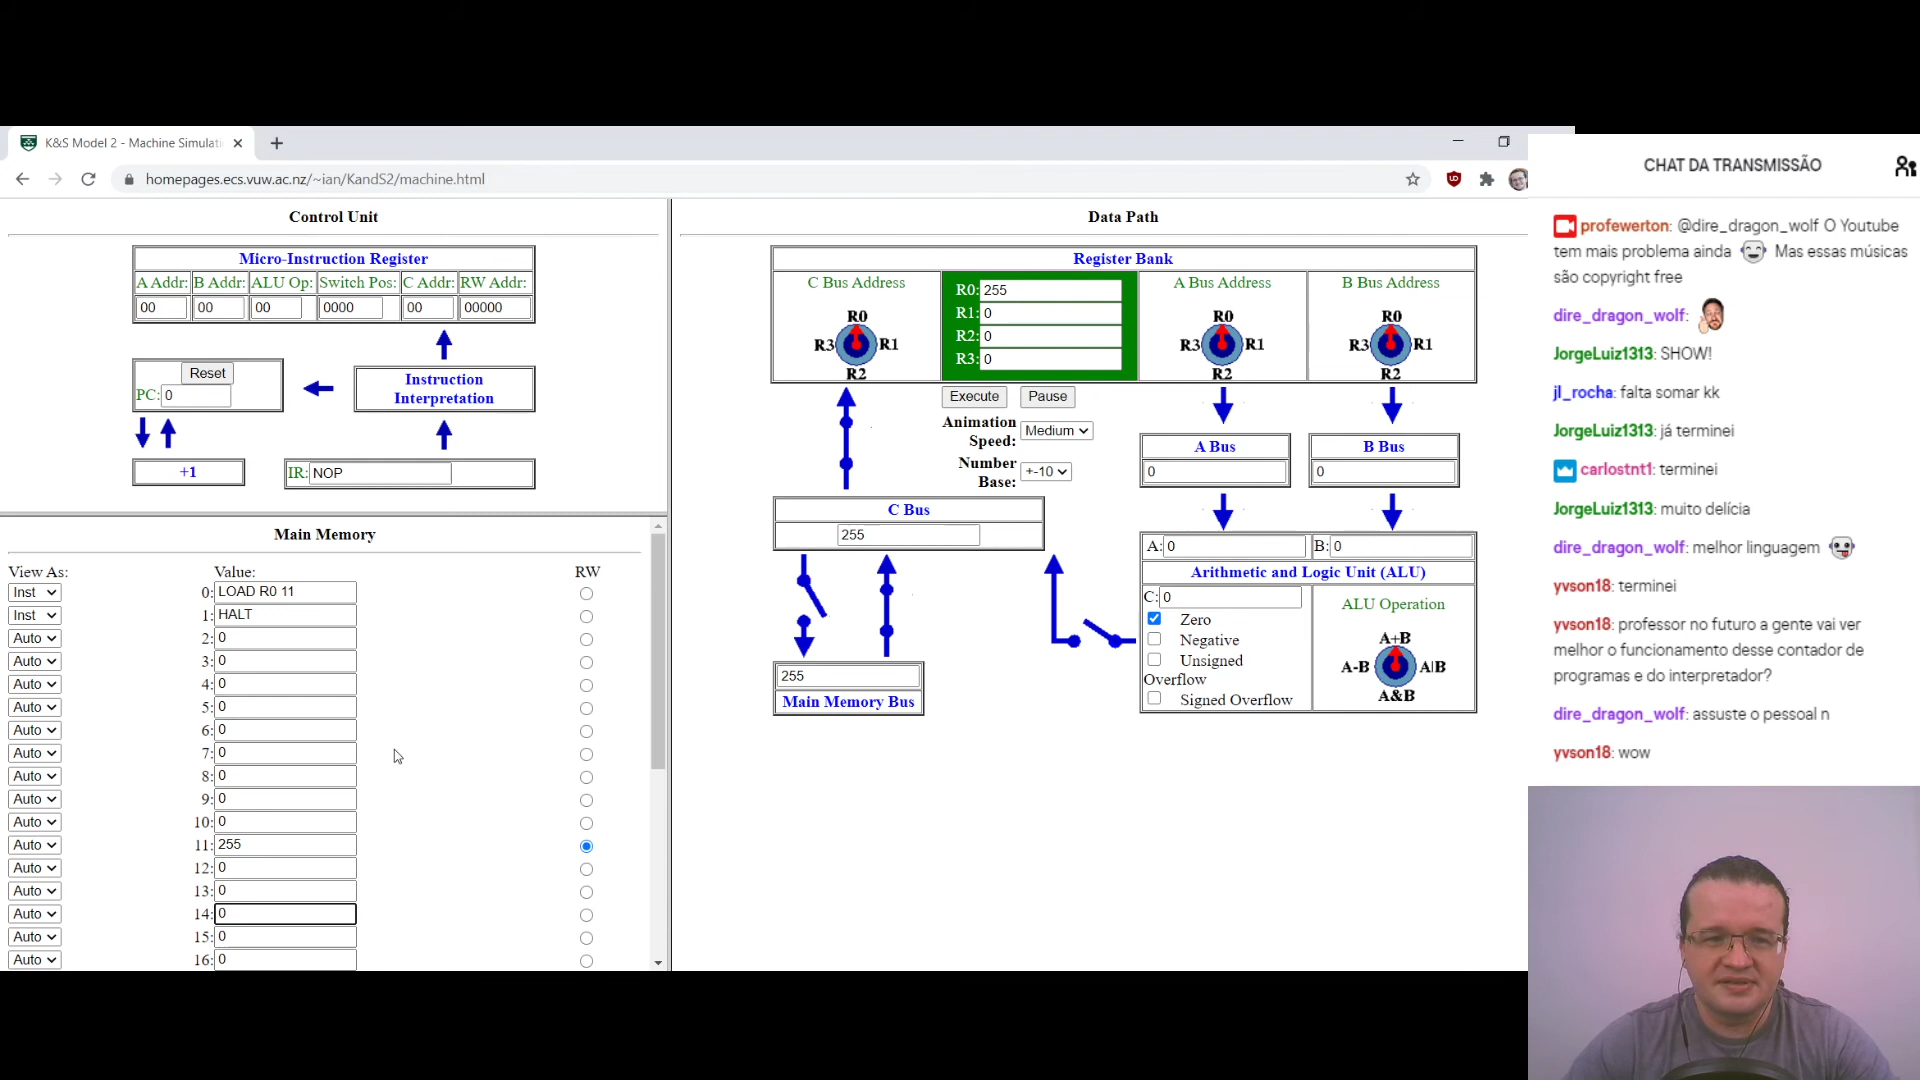 K&S Model 2 - Machine Simulati
homepages.ecs.vuw.ac.nz/~ian/KandS2/machine.html
Control Unit
Micro-Instruction Register
A Addr: B Addr: ALU Op: Switch Pos: C Addr: RW Addr:
00 00 00 0000 00 00000
Reset
PC: 0
Instruction
Interpretation
+1
IR: NOP
Main Memory
View As: Value: RW
Inst 0: LOAD R0 11
Inst 1: HALT
Auto 2: 0
Auto 3: 0
Auto 4: 0
Auto 5: 0
Auto 6: 0
Auto 7: 0
Auto 8: 0
Auto 9: 0
Auto 10: 0
Auto 11: 255
Auto 12: 0
Auto 13: 0
Auto 14: 0
Auto 15: 0
Auto 16: 0
Data Path
Register Bank
C Bus Address
R0
R3 R1
R2
R0: 255
R1: 0
R2: 0
R3: 0
A Bus Address
R0
R3 R1
R2
B Bus Address
R0
R3 R1
R2
Execute Pause
Animation
Speed: Medium
Number
Base: +-10
A Bus
0
B Bus
0
C Bus
255
255
Main Memory Bus
A: 0 B: 0
Arithmetic and Logic Unit (ALU)
C: 0
Zero
Negative
Unsigned
Overflow
Signed Overflow
ALU Operation
A+B
A-B A|B
A&B
CHAT DA TRANSMISSÃO
profewerton: @dire_dragon_wolf O Youtube
tem mais problema ainda Mas essas músicas
são copyright free
dire_dragon_wolf:
JorgeLuiz1313: SHOW!
jl_rocha: falta somar kk
JorgeLuiz1313: já terminei
carlostnt1: terminei
JorgeLuiz1313: muito delícia
dire_dragon_wolf: melhor linguagem
yvson18: terminei
yvson18: professor no futuro a gente vai ver
melhor o funcionamento desse contador de
programas e do interpretador?
dire_dragon_wolf: assuste o pessoal n
yvson18: wow